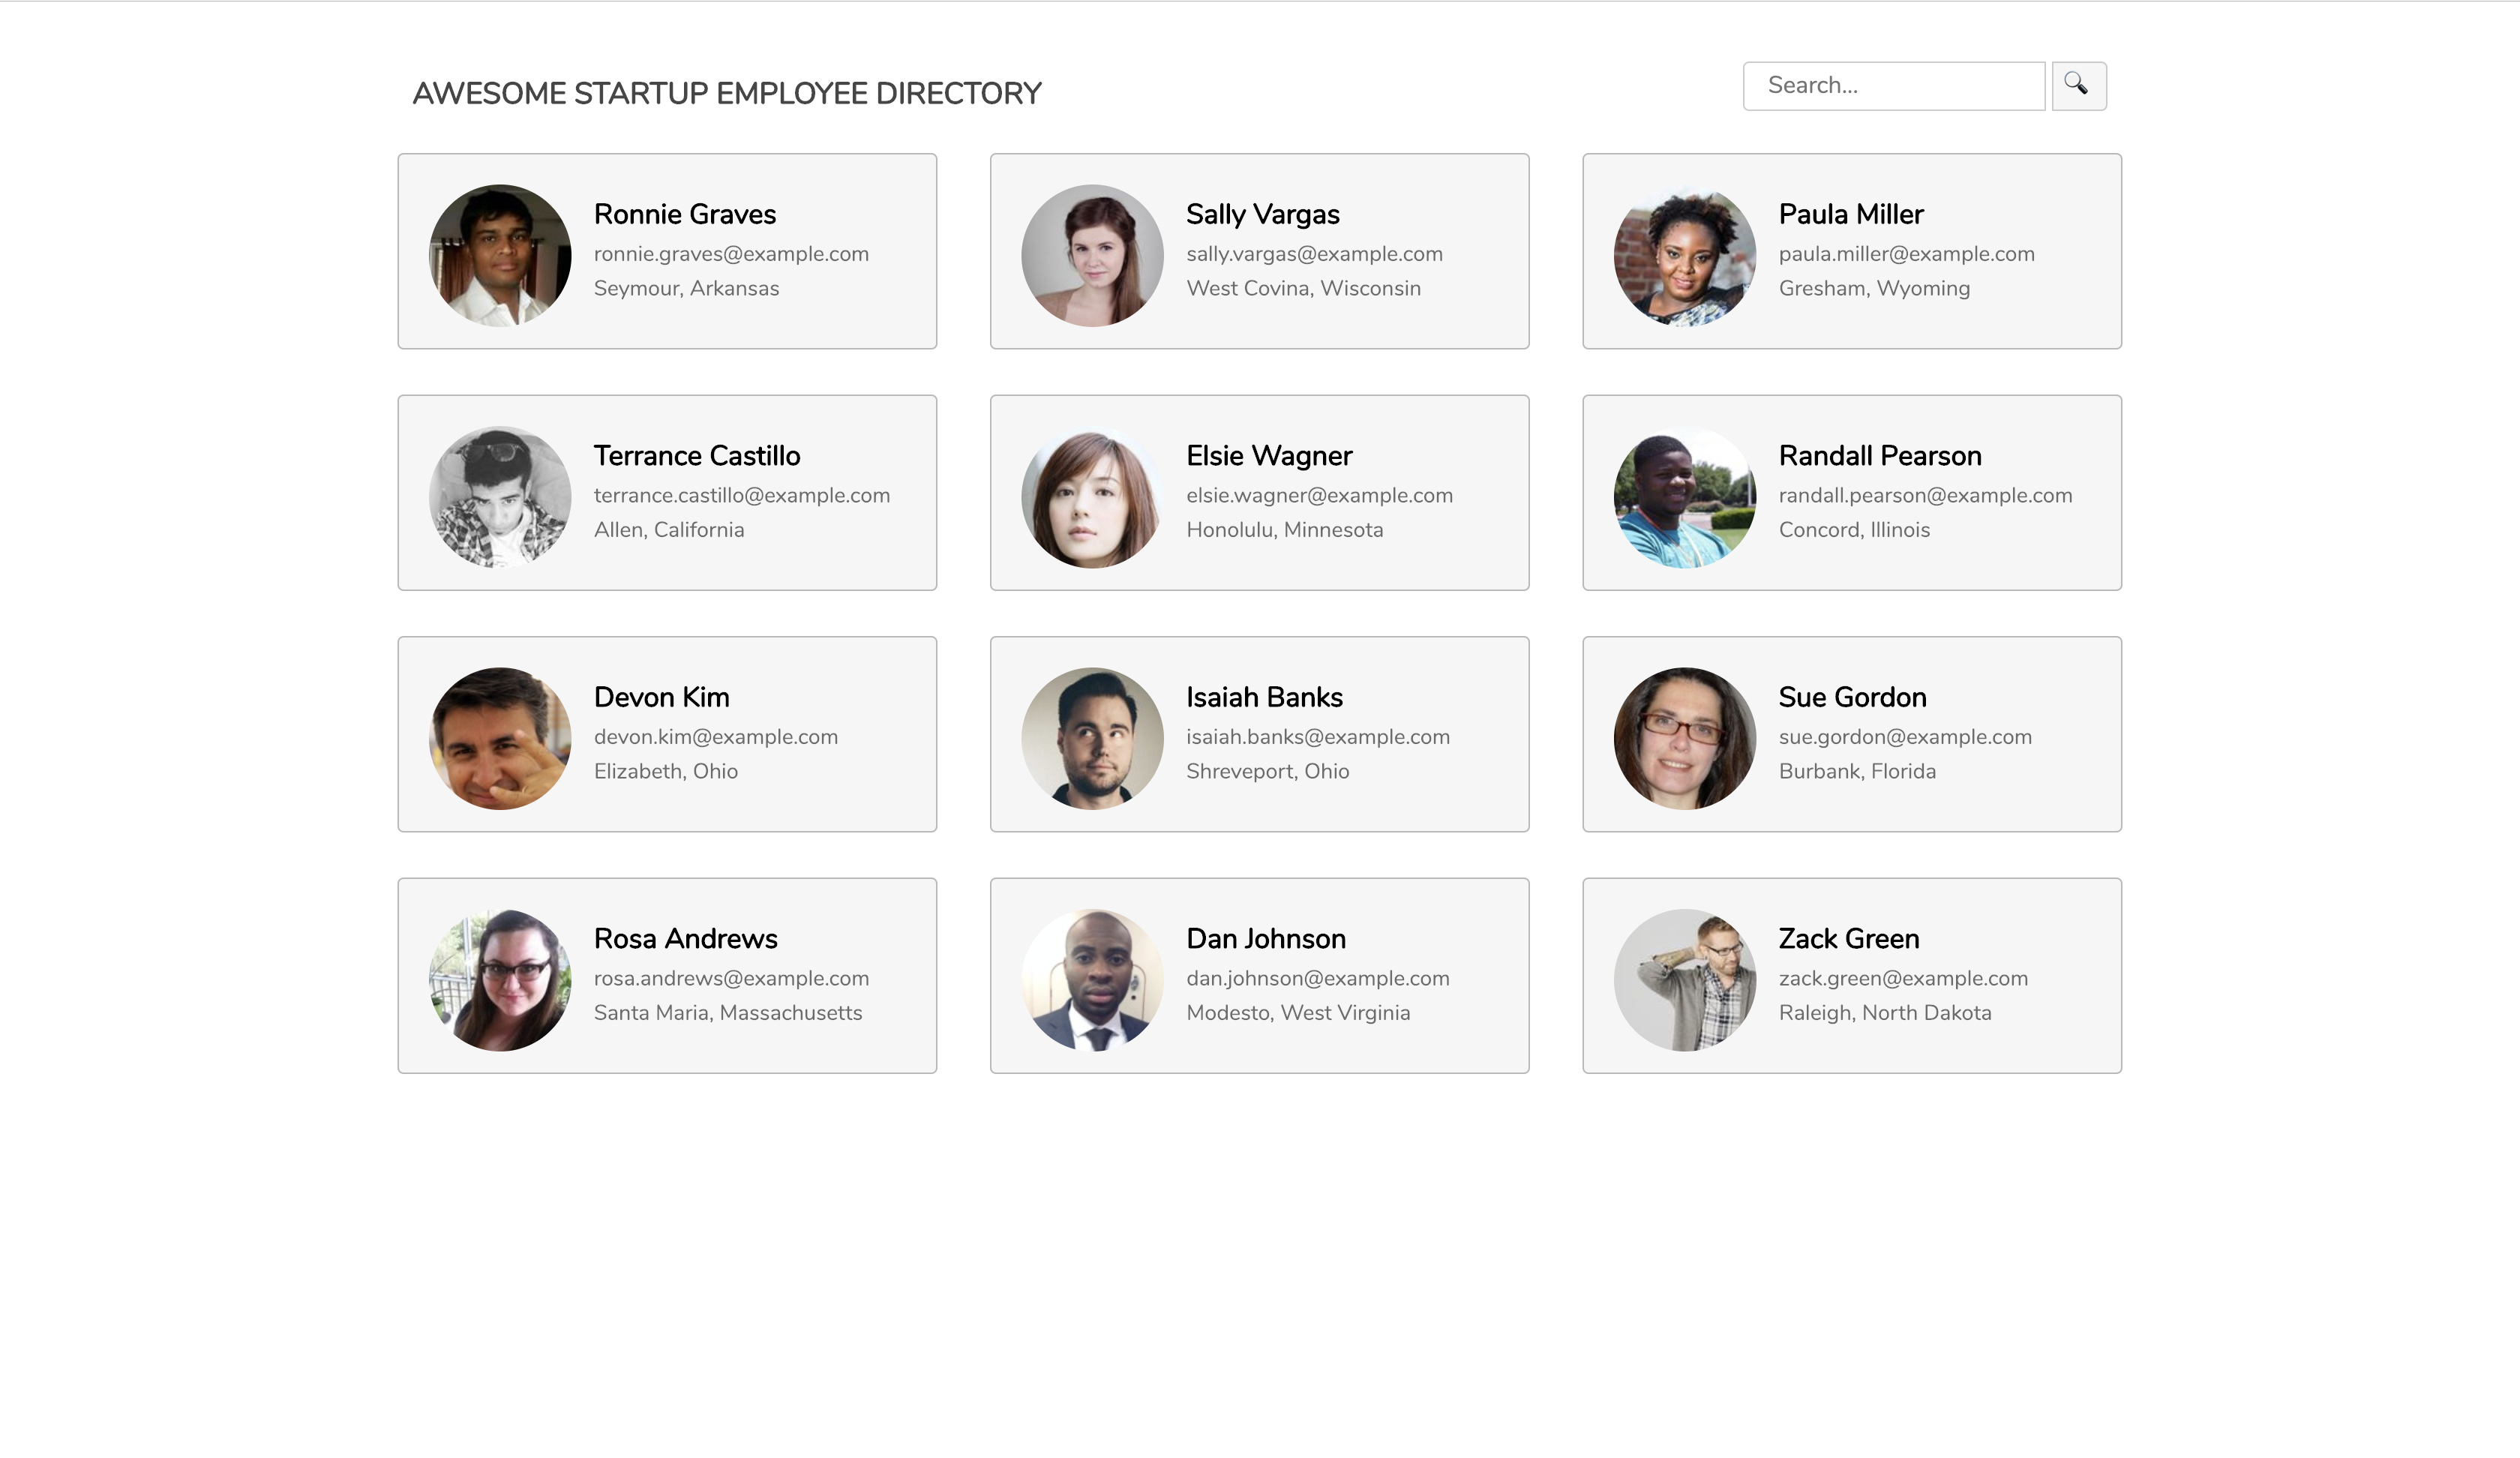 AWESOME STARTUP EMPLOYEE DIRECTORY
Search...
Ronnie Graves
ronnie.graves@example.com
Seymour, Arkansas
Sally Vargas
sally.vargas@example.com
West Covina, Wisconsin
Paula Miller
paula.miller@example.com
Gresham, Wyoming
Terrance Castillo
terrance.castillo@example.com
Allen, California
Elsie Wagner
elsie.wagner@example.com
Honolulu, Minnesota
Randall Pearson
randall.pearson@example.com
Concord, Illinois
Devon Kim
devon.kim@example.com
Elizabeth, Ohio
Isaiah Banks
isaiah.banks@example.com
Shreveport, Ohio
Sue Gordon
sue.gordon@example.com
Burbank, Florida
Rosa Andrews
rosa.andrews@example.com
Santa Maria, Massachusetts
Dan Johnson
dan.johnson@example.com
Modesto, West Virginia
Zack Green
zack.green@example.com
Raleigh, North Dakota